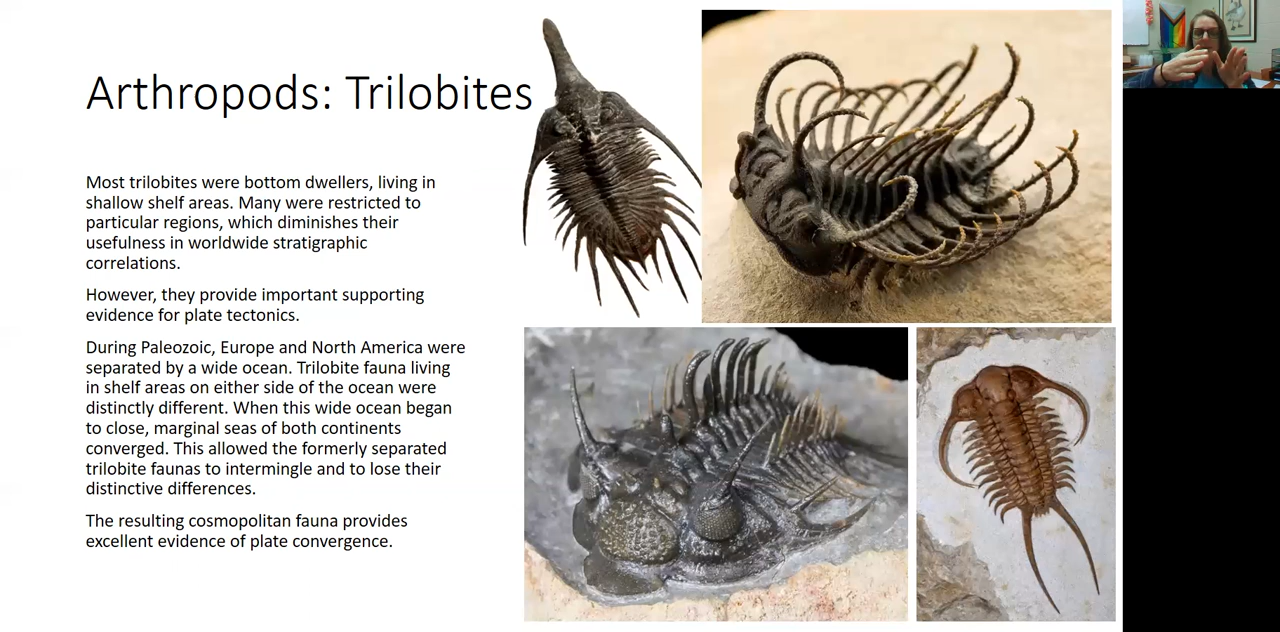 Arthropods: Trilobites
Most trilobites were bottom dwellers, living in
shallow shelf areas. Many were restricted to
particular regions, which diminishes their
usefulness in worldwide stratigraphic
correlations.
However, they provide important supporting
evidence for plate tectonics.
During Paleozoic, Europe and North America were
separated by a wide ocean. Trilobite fauna living
in shelf areas on either side of the ocean were
distinctly different. When this wide ocean began
to close, marginal seas of both continents
converged. This allowed the formerly separated
trilobite faunas to intermingle and to lose their
distinctive differences.
The resulting cosmopolitan fauna provides
excellent evidence of plate convergence.